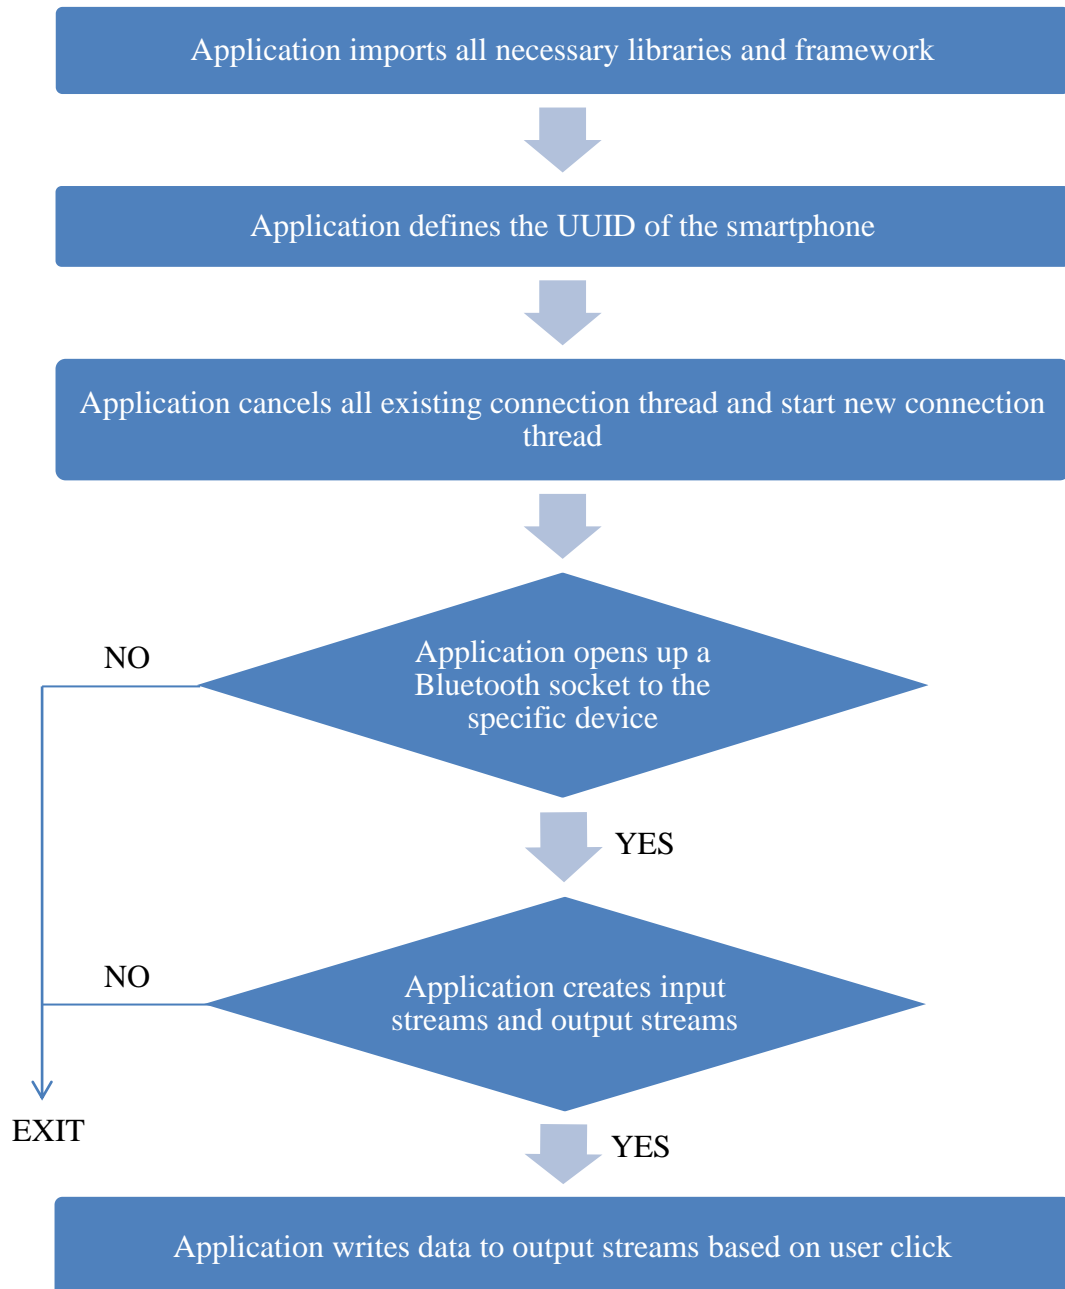 Application imports all necessary libraries and framework
Application defines the UUID of the smartphone
Application cancels all existing connection thread and start new connection
thread
NO
Application opens up a
Bluetooth socket to the
specific device
YES
NO
Application creates input
streams and output streams
EXIT
YES
Application writes data to output streams based on user click